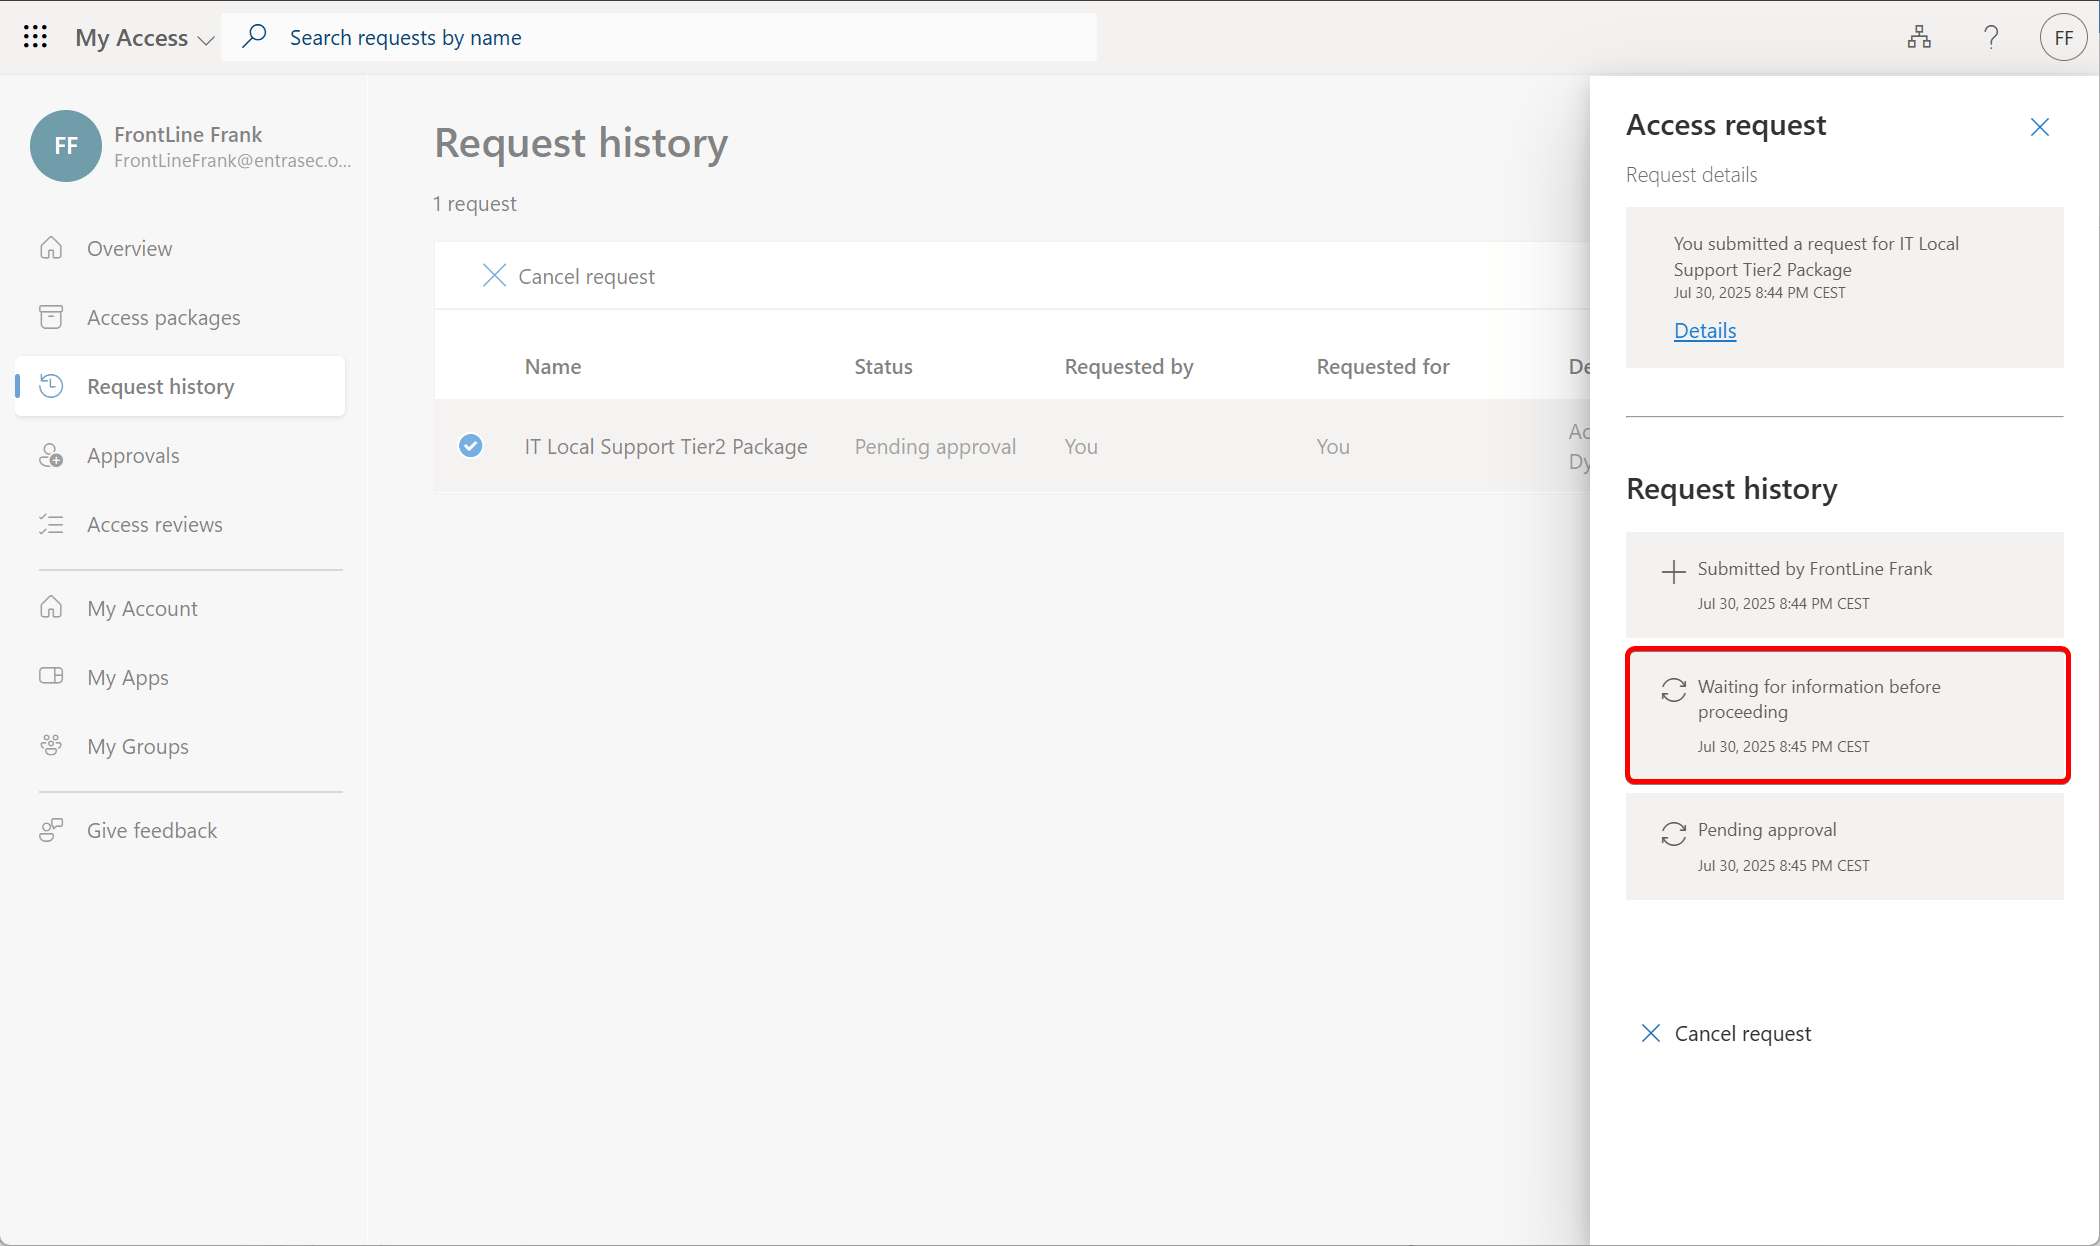 My Access
Search requests by name
FF
FF
FrontLine Frank
FrontLineFrank@entrasec.o...
Overview
Access packages
Request history
Approvals
Access reviews
My Account
My Apps
My Groups
Give feedback
Request history
1 request
Cancel request
Name Status Requested by Requested for De
IT Local Support Tier2 Package Pending approval You You Ac
Dy
Access request
Request details
You submitted a request for IT Local
Support Tier2 Package
Jul 30, 2025 8:44 PM CEST
Details
Request history
Submitted by FrontLine Frank
Jul 30, 2025 8:44 PM CEST
Waiting for information before
proceeding
Jul 30, 2025 8:45 PM CEST
Pending approval
Jul 30, 2025 8:45 PM CEST
Cancel request